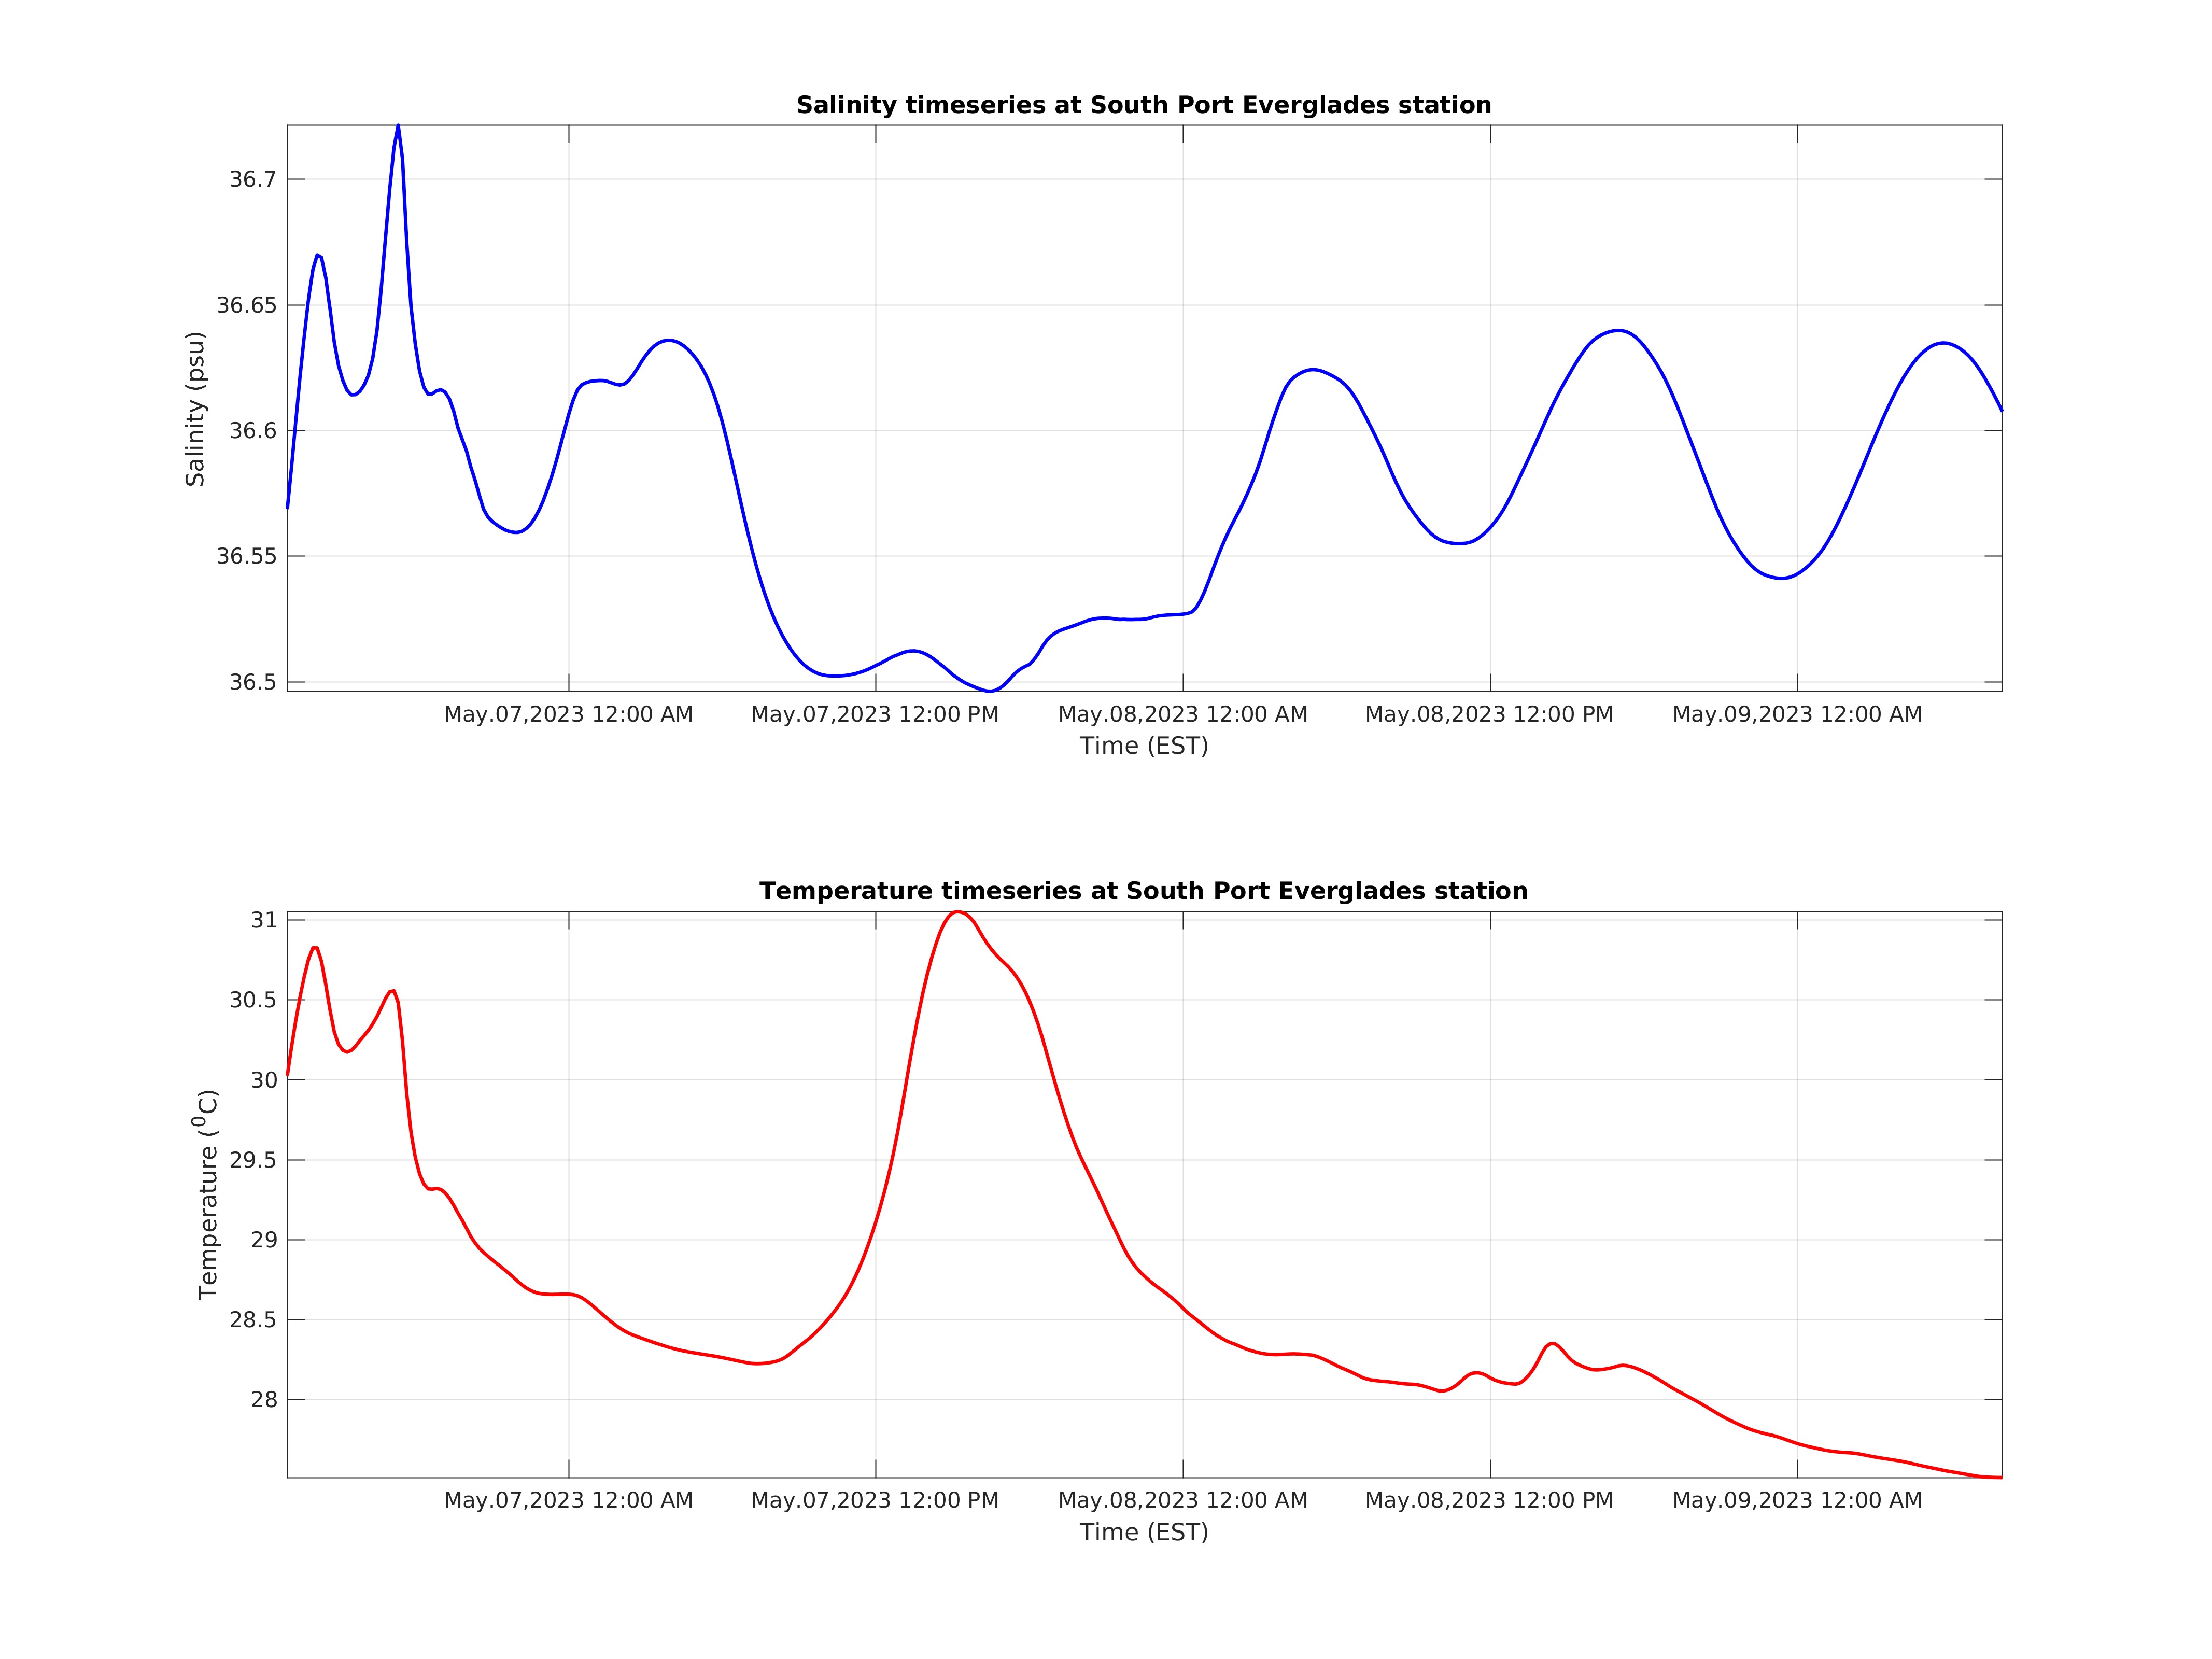 Salinity timeseries at South Port Everglades station
36.7
36.65
36.6
36.55
36.5
Salinity (psu)
May.07,2023 12:00 AM May.07,2023 12:00 PM May.08,2023 12:00 AM May.08,2023 12:00 PM May.09,2023 12:00 AM
Time (EST)
Temperature timeseries at South Port Everglades station
31
30.5
30
29.5
29
28.5
28
Temperature (⁰C)
May.07,2023 12:00 AM May.07,2023 12:00 PM May.08,2023 12:00 AM May.08,2023 12:00 PM May.09,2023 12:00 AM
Time (EST)